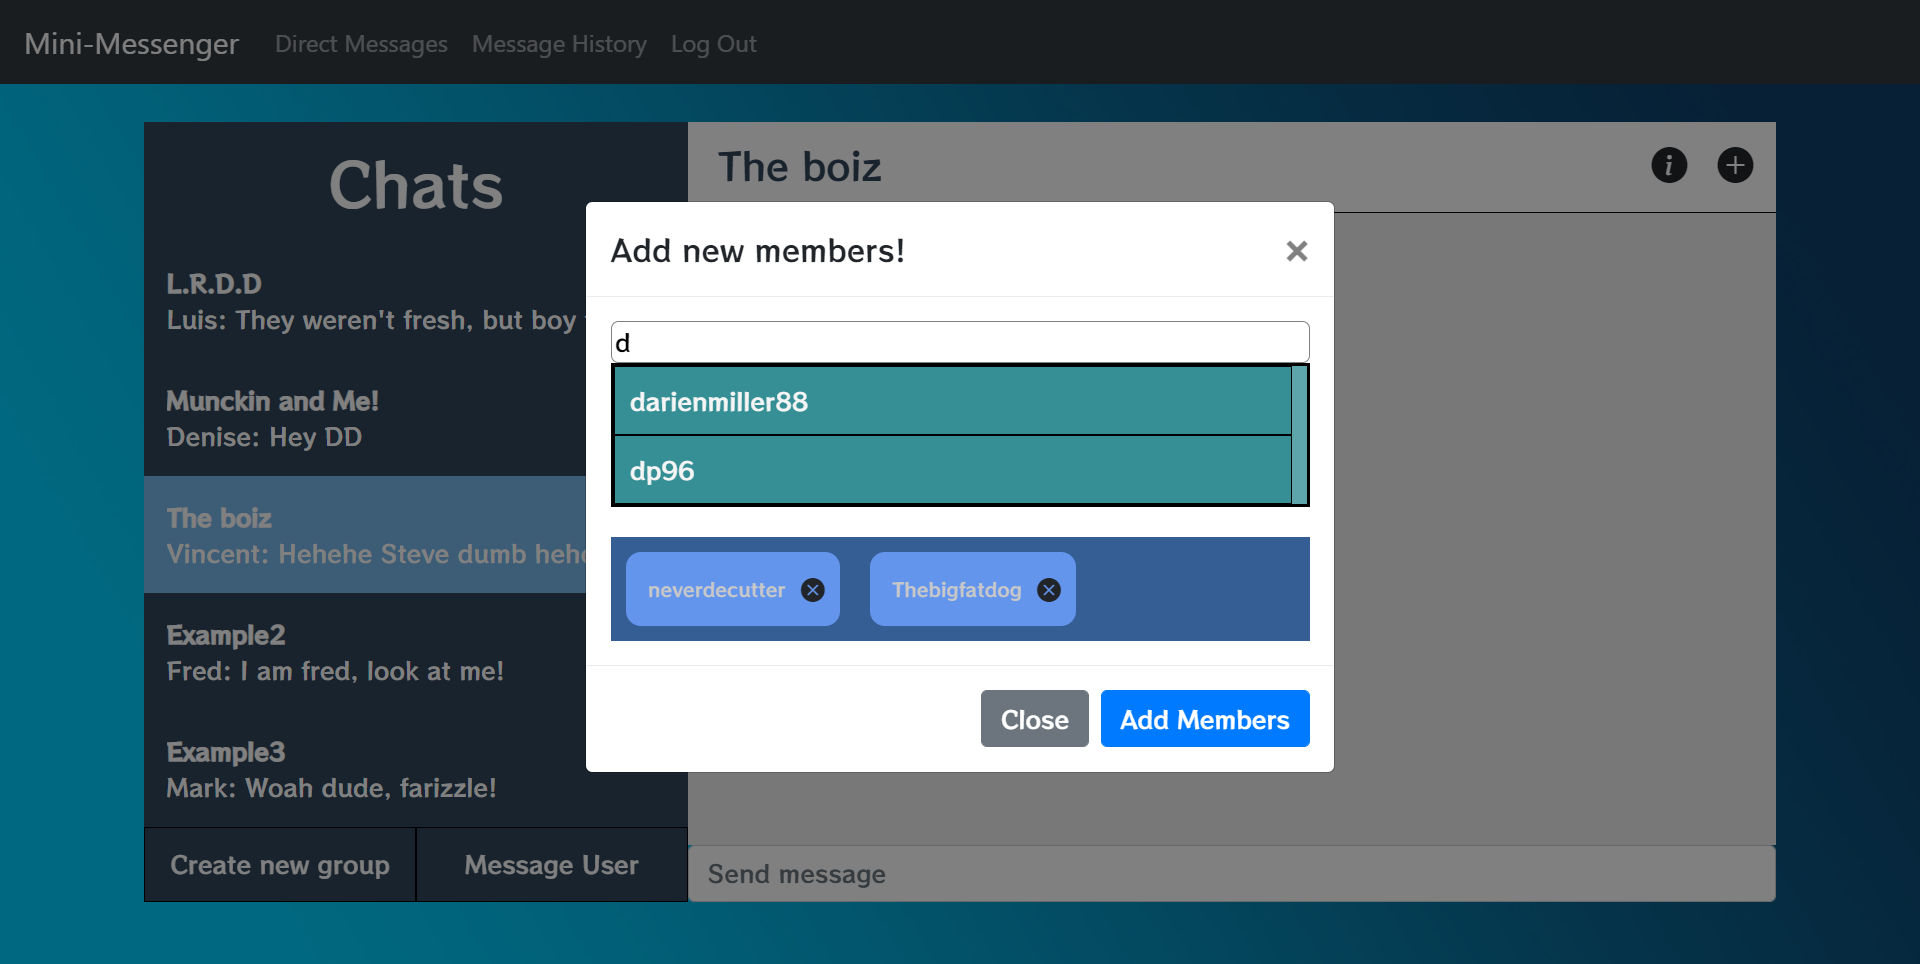 Mini-Messenger Direct Messages Message History Log Out
Chats
L.R.D.D
Luis: They weren't fresh, but boy
Munckin and Me!
Denise: Hey DD
The boiz
Vincent: Hehehe Steve dumb
Example2
Fred: I am fred, look at me!
Example3
Mark: Woah dude, farizzle!
Create new group Message User
The boiz
Send message
Add new members!
d
darienmiller88
dp96
neverdecutter Thebigfatdog
Close Add Members